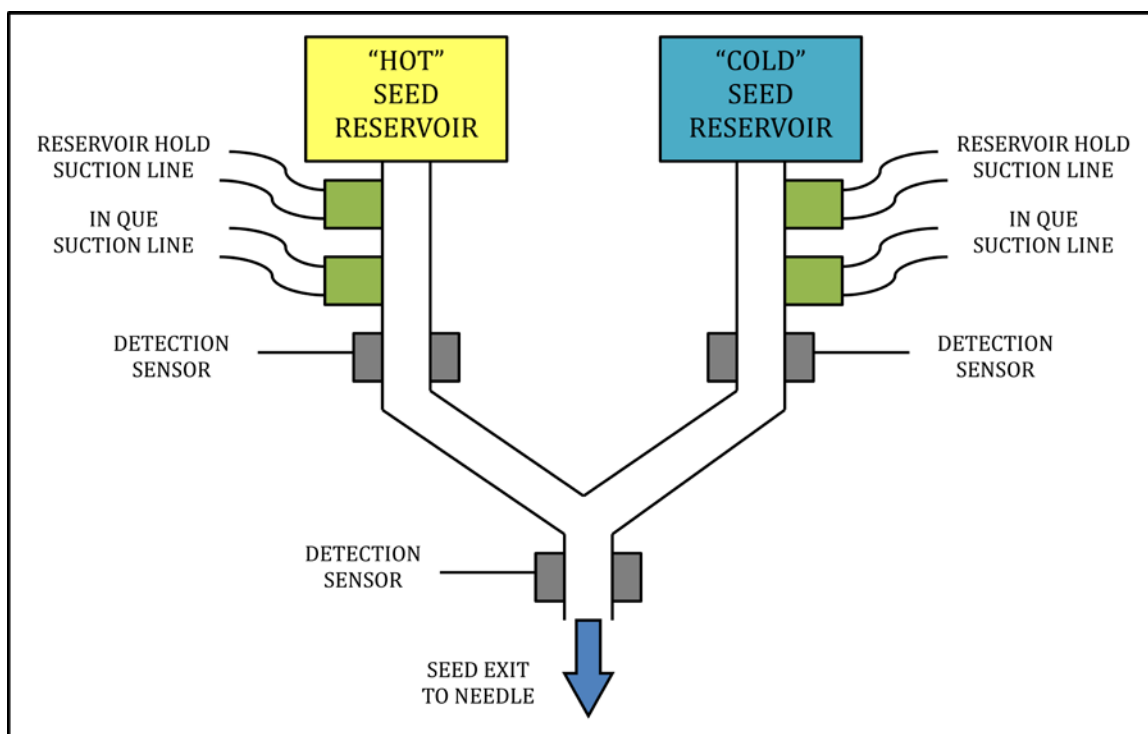 “HOT”
SEED
RESERVOIR
“COLD”
SEED
RESERVOIR
RESERVOIR HOLD
SUCTION LINE
RESERVOIR HOLD
SUCTION LINE
IN QUE
SUCTION LINE
IN QUE
SUCTION LINE
DETECTION
SENSOR
DETECTION
SENSOR
DETECTION
SENSOR
SEED EXIT
TO NEEDLE